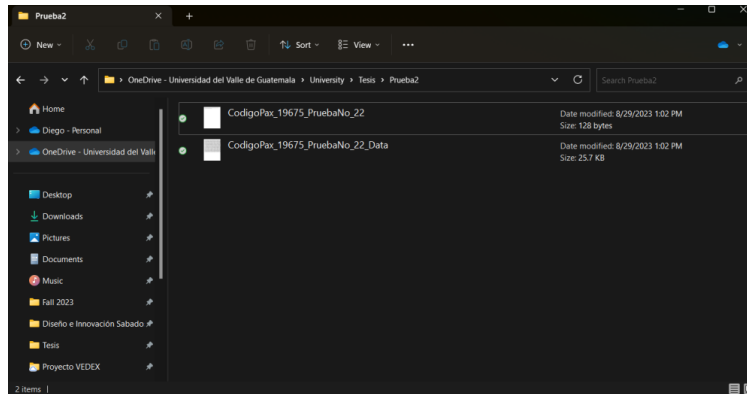 Prueba2
New
Sort
View
OneDrive - Universidad del Valle de Guatemala
University
Tesis
Prueba2
Search Prueba2
Home
Diego - Personal
OneDrive - Universidad del Valle
Desktop
Downloads
Pictures
Documents
Music
Fall 2023
Diseño e Innovación Sabado
Tesis
Proyecto VEDEX
CodigoPax_19675_PruebaNo_22
Date modified: 8/29/2023 1:02 PM
Size: 128 bytes
CodigoPax_19675_PruebaNo_22_Data
Date modified: 8/29/2023 1:02 PM
Size: 25.7 KB
2 items